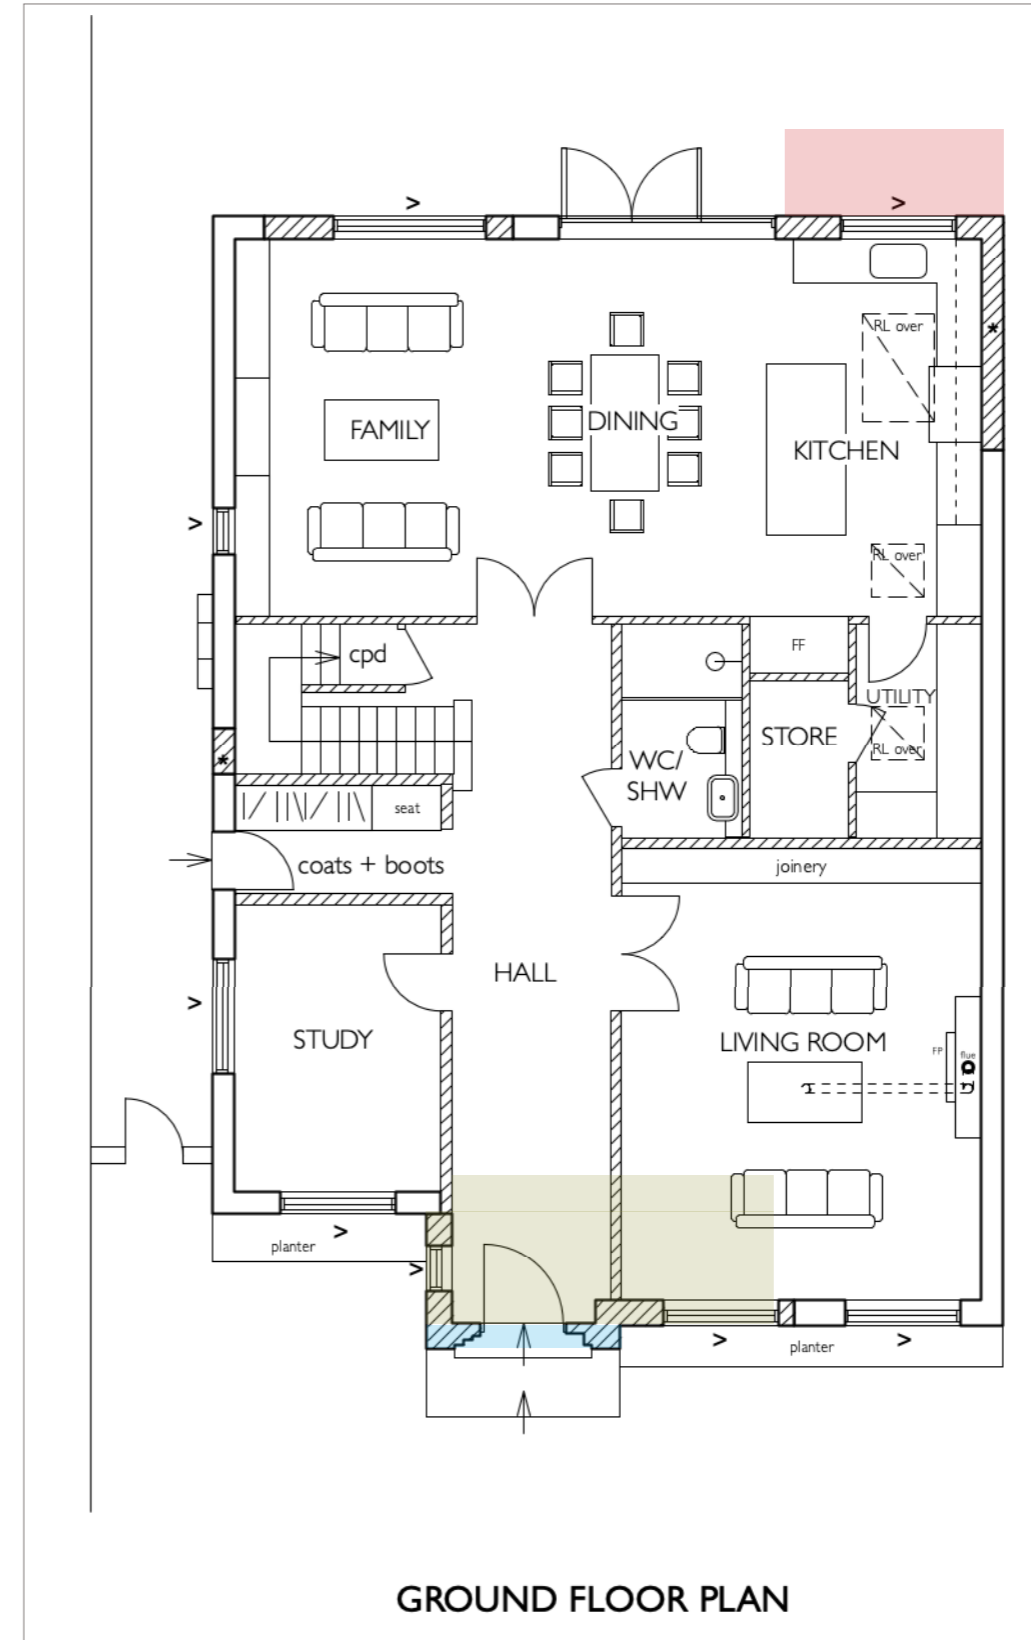 >
>
RL over
*
FAMILY
DINING
KITCHEN
>
RL over
cpd
FF
UTILITY
STORE
RL over
*
WC/
SHW
seat
coats + boots
joinery
HALL
>
STUDY
LIVING ROOM
FP
flue
>
planter
>
>
>
planter
GROUND FLOOR PLAN